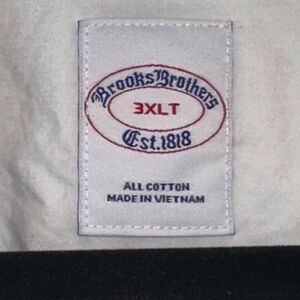 Brooks Brothers
3XLT
Est.1818
ALL COTTON
MADE IN VIETNAM